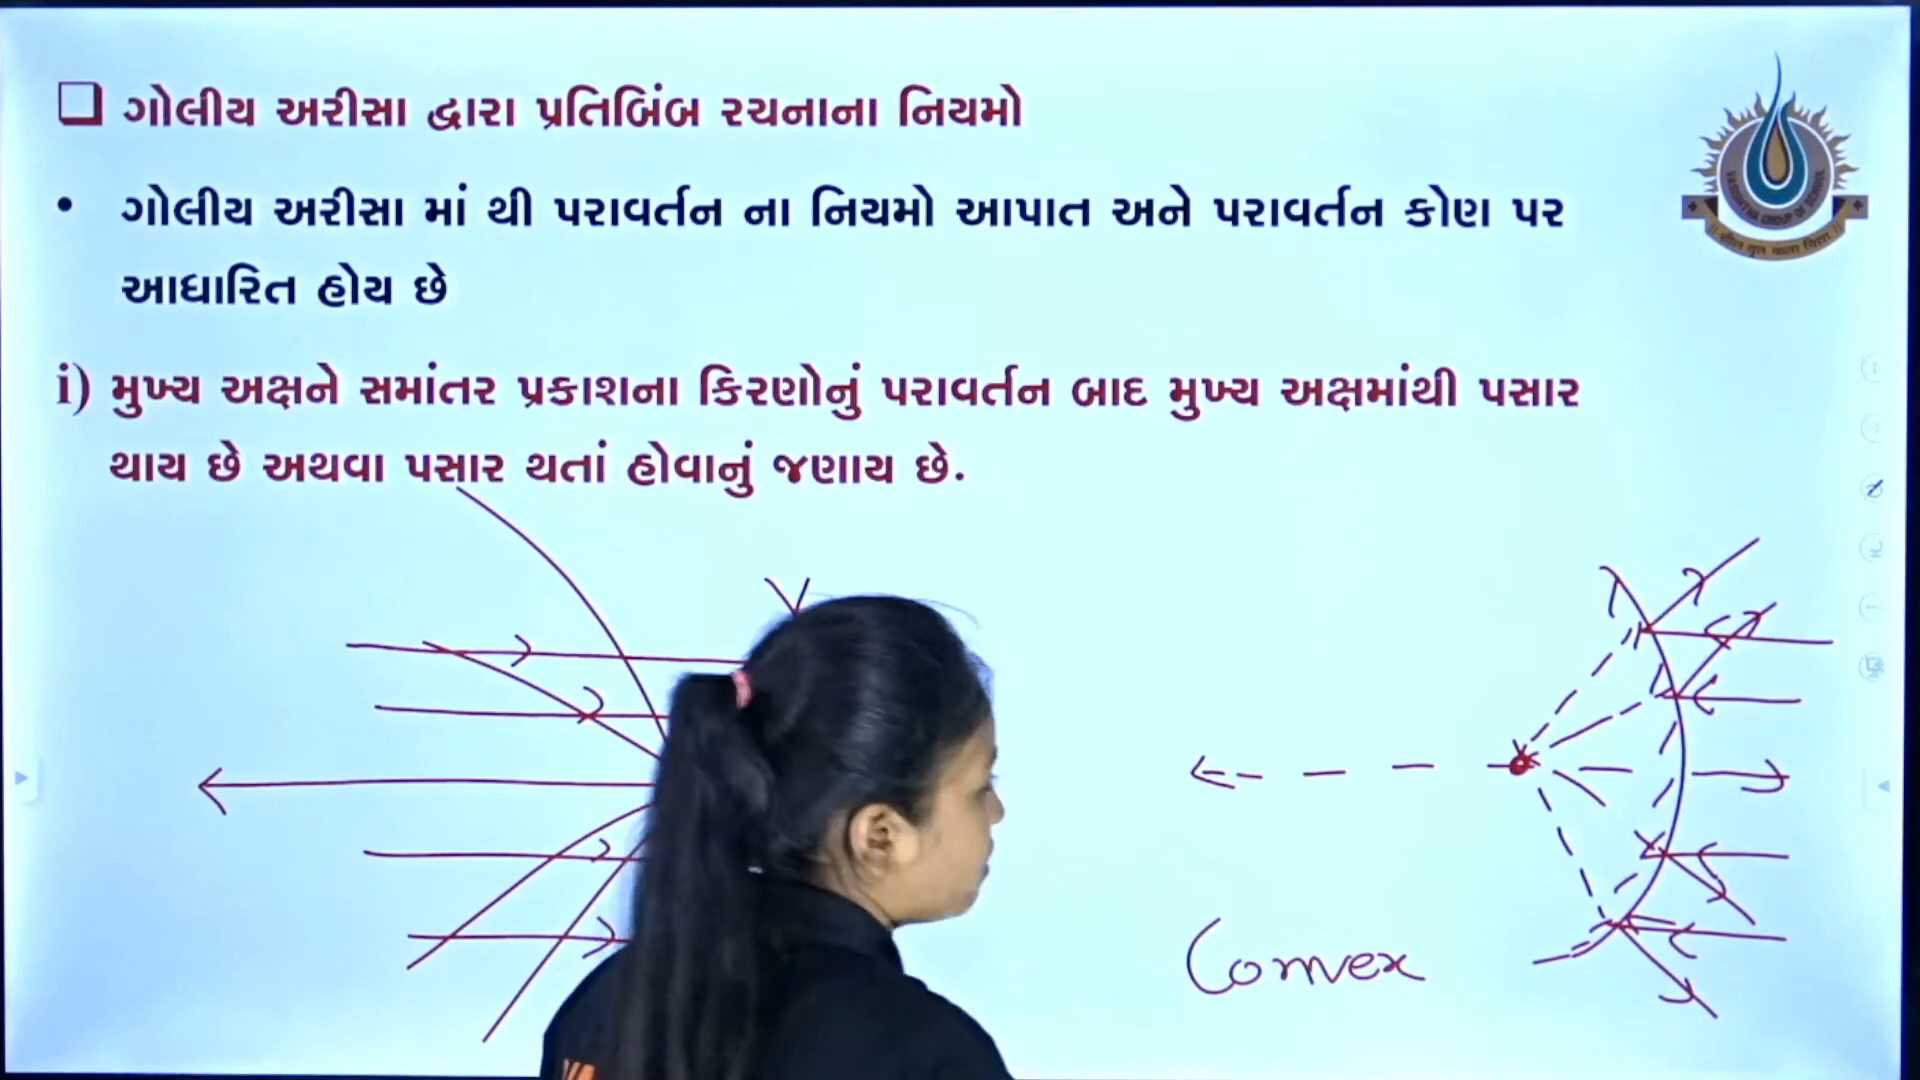 ગોલીય અરીસા દ્વારા પ્રતિબિંબ રચનાના નિયમો
• ગોલીય અરીસા માં થી પરાવર્તન ના નિયમો આપાત અને પરાવર્તન કોણ પર
આધારિત હોય છે
i) મુખ્ય અક્ષને સમાંતર પ્રકાશના કિરણોનું પરાવર્તન બાદ મુખ્ય અક્ષમાંથી પસાર
થાય છે અથવા પસાર થતાં હોવાનું જણાય છે.
Convex